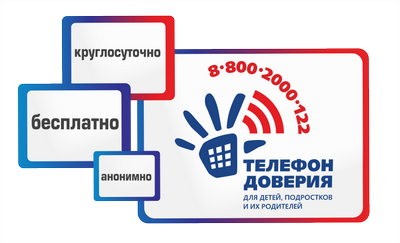 круглосуточно
бесплатно
анонимно
8-800-2000-122
ТЕЛЕФОН
ДОВЕРИЯ
ДЛЯ ДЕТЕЙ, ПОДРОСТКОВ
И ИХ РОДИТЕЛЕЙ